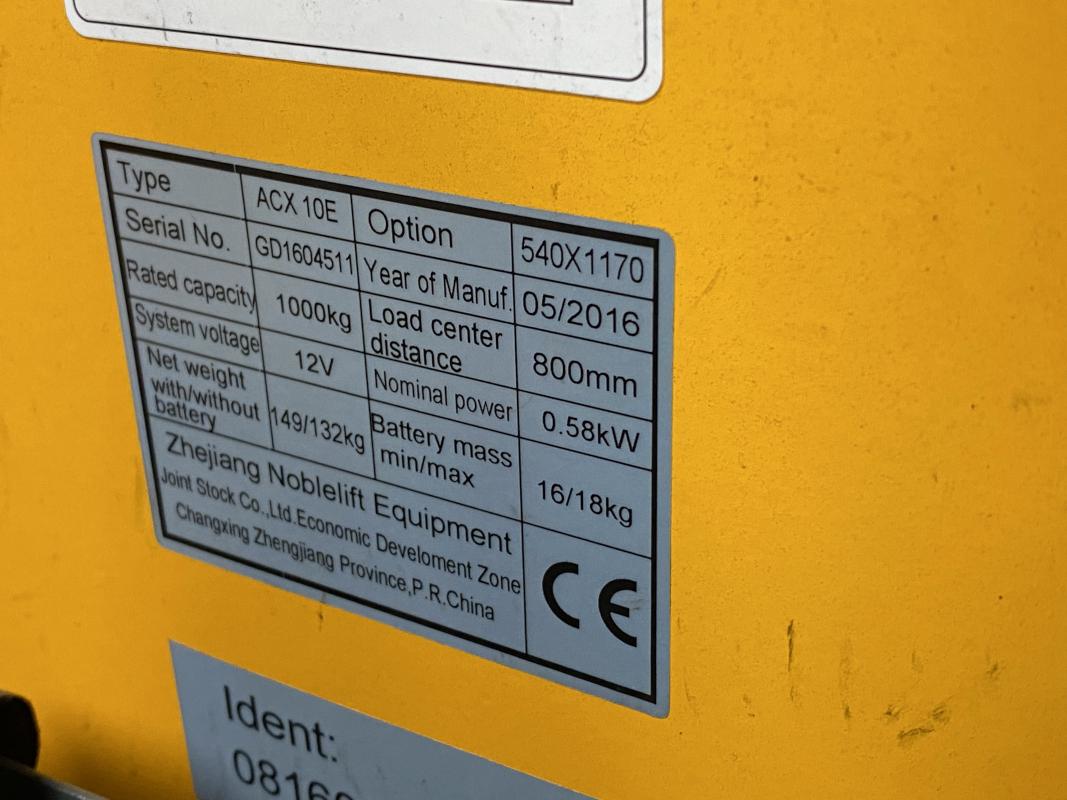 Type ACX 10E Option 540X1170
Serial No. GD1604511 Year of Manuf. 05/2016
Rated capacity 1000kg Load center distance 800mm
System voltage 12V Nominal power 0.58kW
Net weight with/without battery 149/132kg Battery mass min/max 16/18kg
Zhejiang Noblelift Equipment
Joint Stock Co.,Ltd.Economic Develoment Zone
Changxing Zhengjiang Province,P.R.China
CE
Ident: